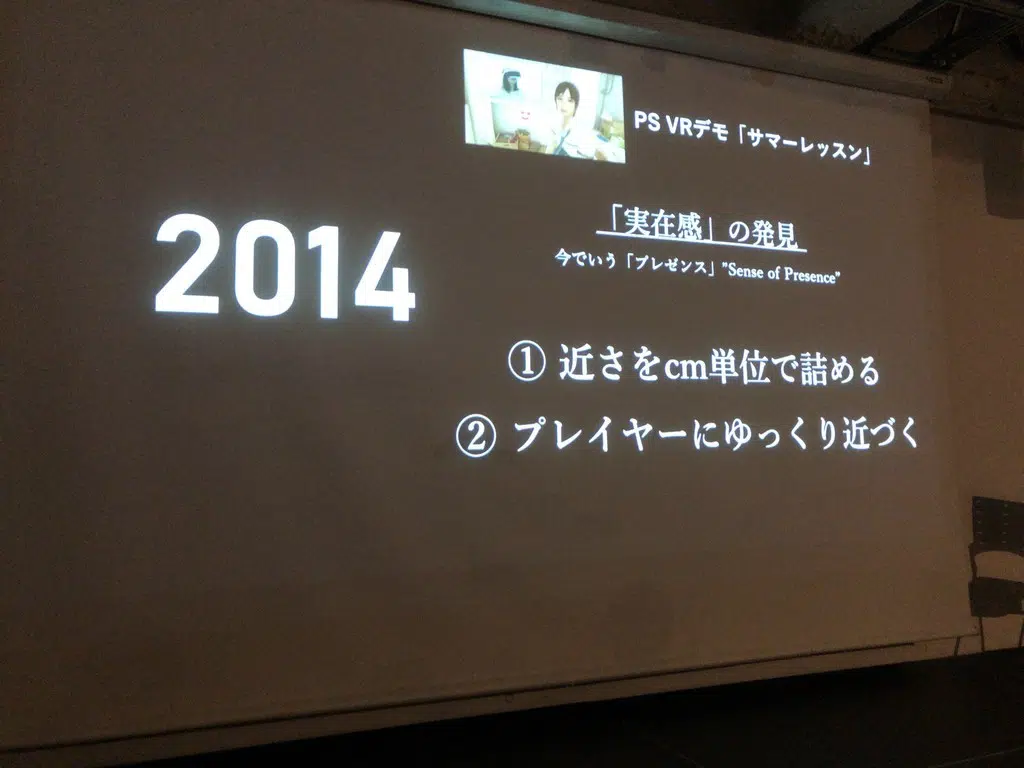 PS VRデモ「サマーレッスン」
2014
「実在感」の発見
今でいう「プレゼンス」"Sense of Presence"
① 近さをcm単位で詰める
② プレイヤーにゆっくり近づく